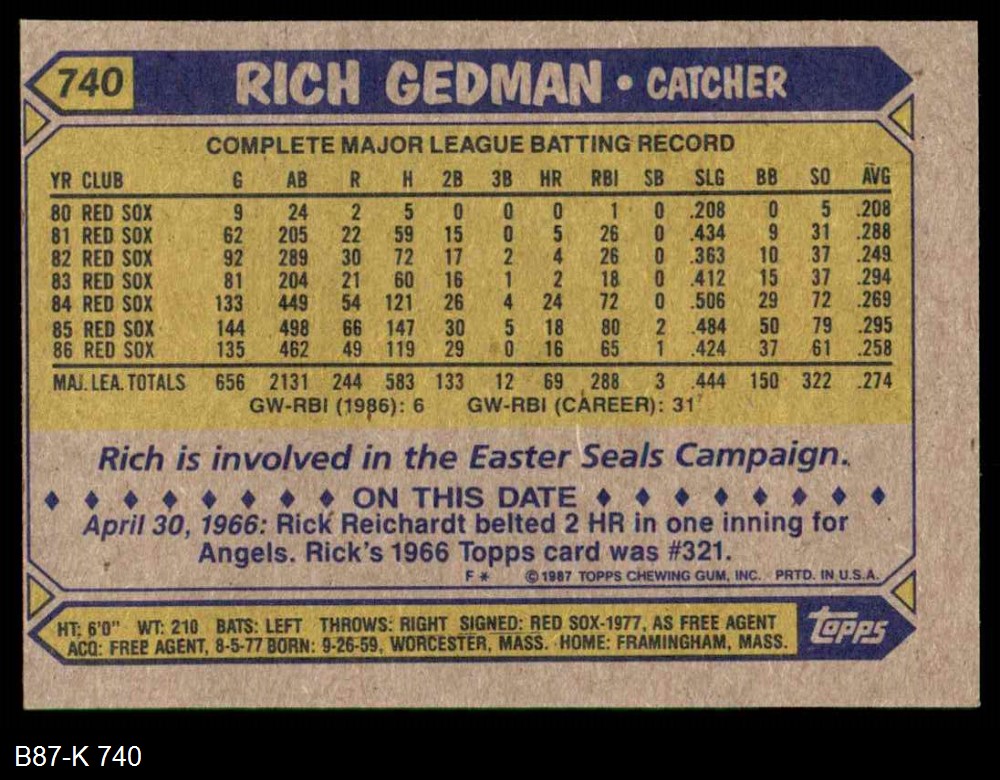 740 RICH GEDMAN • CATCHER
COMPLETE MAJOR LEAGUE BATTING RECORD
YR CLUB G AB R H 2B 3B HR RBI SB SLG BB SO AVG
80 RED SOX 9 24 2 5 0 0 0 1 0 .208 0 5 .208
81 RED SOX 62 205 22 59 15 0 5 26 0 .434 9 31 .288
82 RED SOX 92 289 30 72 17 2 4 26 0 .363 10 37 .249
83 RED SOX 81 204 21 60 16 1 2 18 0 .412 15 37 .294
84 RED SOX 133 449 54 121 26 4 24 72 0 .506 29 72 .269
85 RED SOX 144 498 66 147 30 5 18 80 2 .484 50 79 .295
86 RED SOX 135 462 49 119 29 0 16 65 1 .424 37 61 .258
MAJ. LEA. TOTALS 656 2131 244 583 133 12 69 288 3 .444 150 322 .274
GW-RBI (1986): 6 GW-RBI (CAREER): 31
Rich is involved in the Easter Seals Campaign.
ON THIS DATE
April 30, 1966: Rick Reichardt belted 2 HR in one inning for
Angels. Rick's 1966 Topps card was #321.
F * © 1987 TOPPS CHEWING GUM, INC. PRTD. IN U.S.A.
HT: 6'0" WT: 210 BATS: LEFT THROWS: RIGHT SIGNED: RED SOX-1977, AS FREE AGENT
ACQ: FREE AGENT, 8-5-77 BORN: 9-26-59, WORCESTER, MASS. HOME: FRAMINGHAM, MASS.
topps
B87-K 740